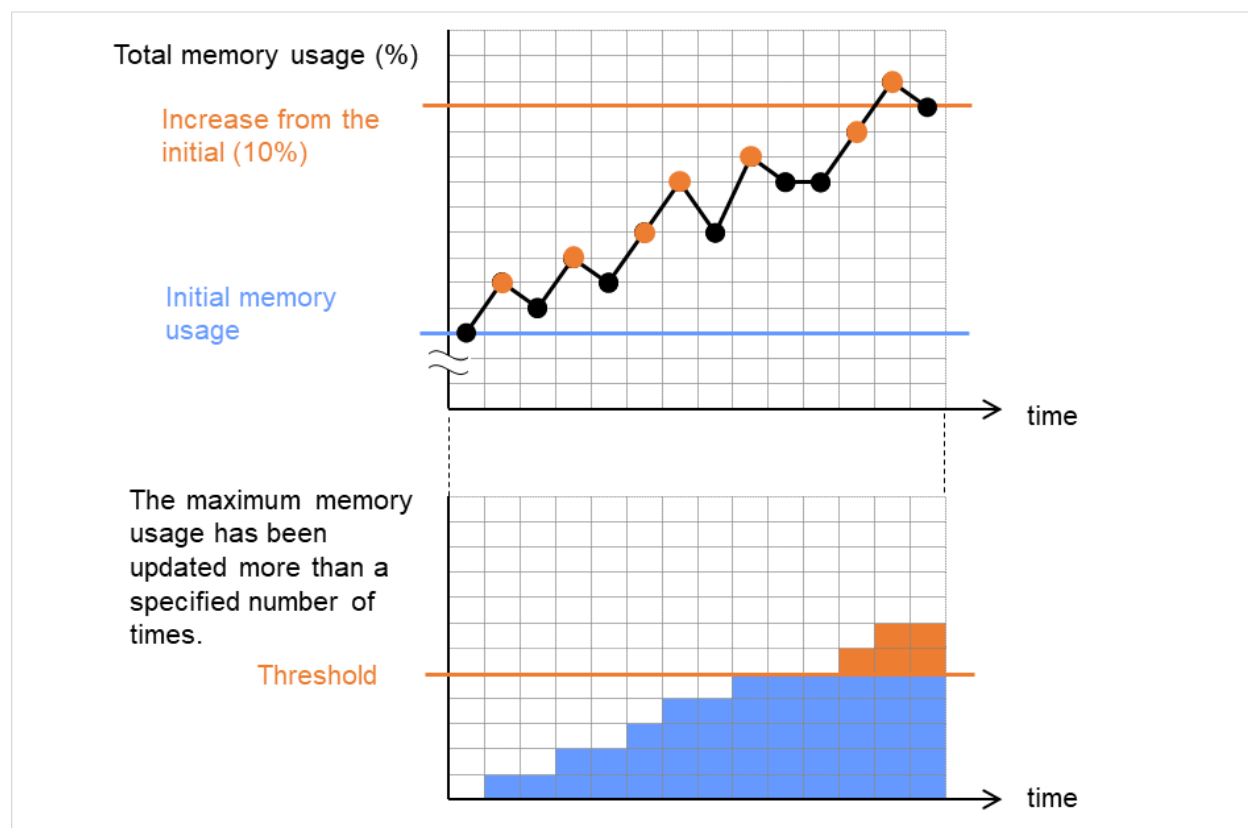 Total memory usage (%)
Increase from the
initial (10%)
Initial memory
usage
time
The maximum memory
usage has been
updated more than a
specified number of
times.
Threshold
time